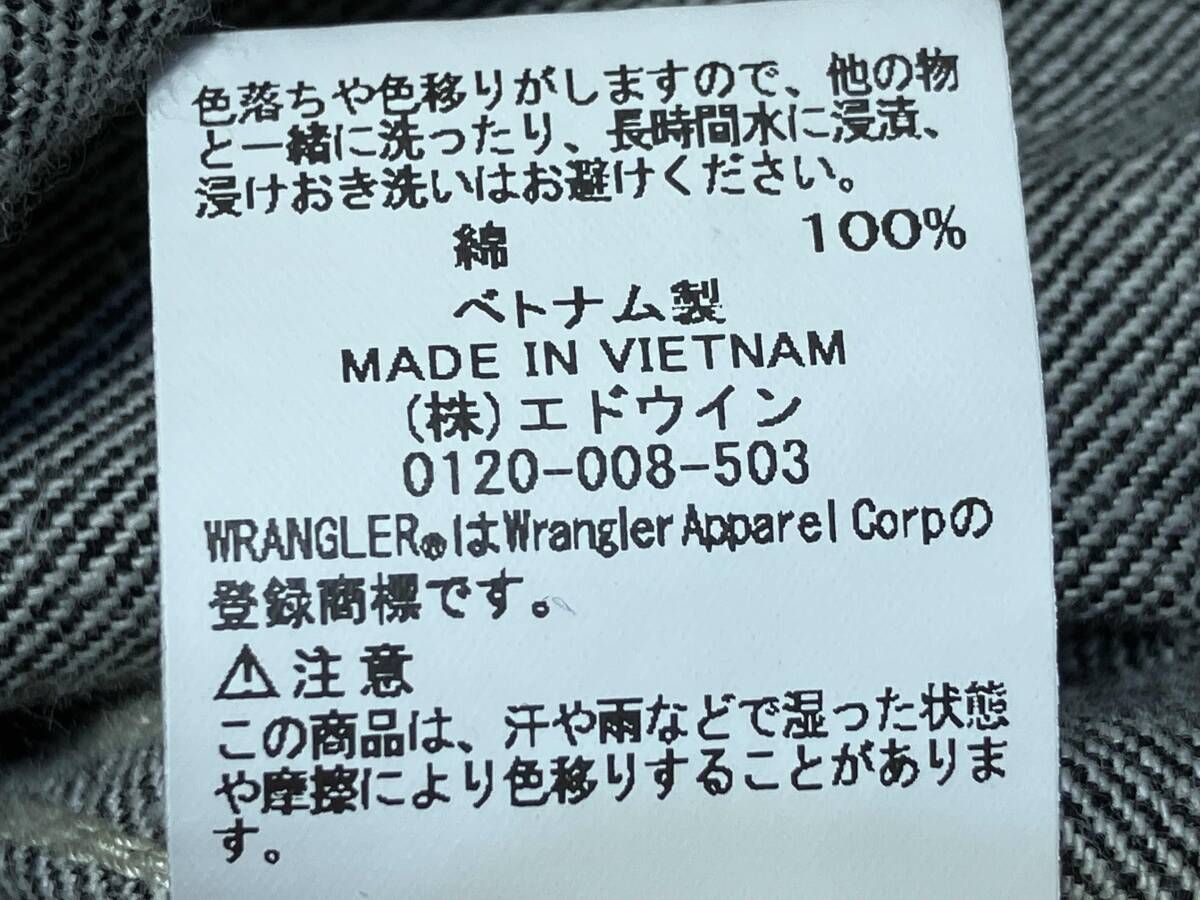 色落ちや色移りがしますので、他の物
と一緒に洗ったり、長時間水に浸漬、
浸けおき洗いはお避けください。
綿 100%
ベトナム製
MADE IN VIETNAM
(株)エドウイン
0120-008-503
WRANGLER®はWrangler Apparel Corpの
登録商標です。
⚠注意
この商品は、汗や雨などで湿った状態
や摩擦により色移りすることがありま
す。